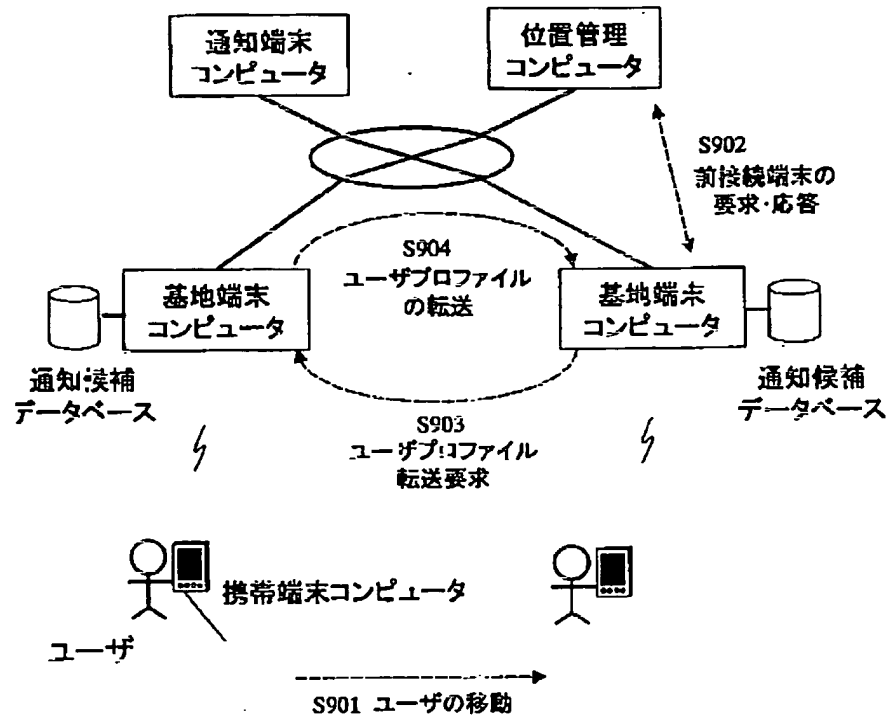 通知端末
コンピュータ
位置管理
コンピュータ
S902
前接続端末の
要求・応答
S904
ユーザプロファイル
の転送
基地端末
コンピュータ
基地端末
コンピュータ
通知候補
データベース
通知候補
データベース
S903
ユーザプロファイル
転送要求
携帯端末コンピュータ
ユーザ
S901 ユーザの移動